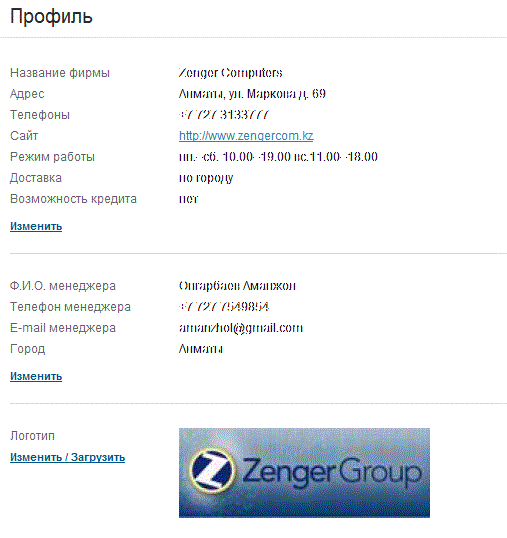 Профиль
Название фирмы Zenger Computers
Адрес Алматы, ул. Маркова д. 69
Телефоны +7 727 3133777
Сайт http://www.zengercom.kz
Режим работы пн.- сб. 10.00 -19.00 вс.11.00 -18.00
Доставка по городу
Возможность кредита нет
Изменить
Ф.И.О. менеджера Онгарбаев Аманжол
Телефон менеджера +7 727 7549854
E-mail менеджера amanzhol@gmail.com
Город Алматы
Изменить
Логотип
Изменить / Загрузить
Z ZengerGroup